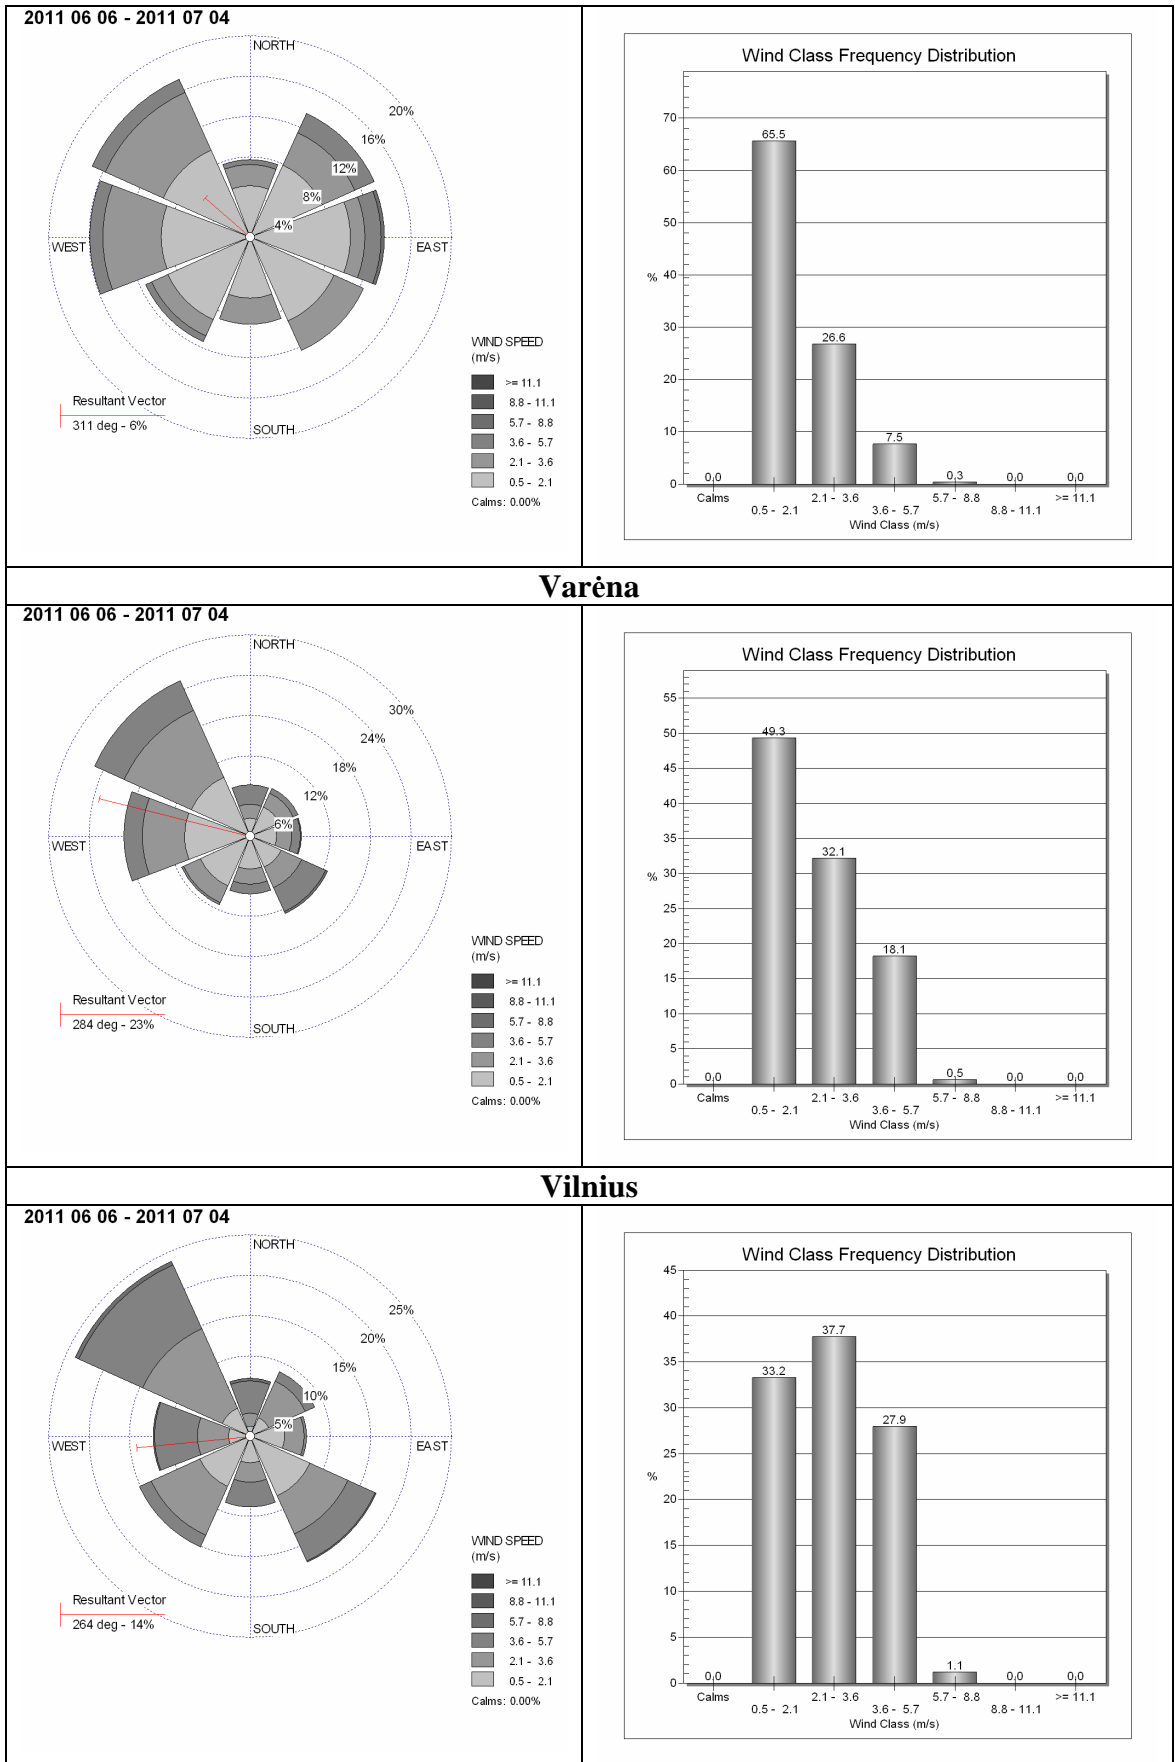 2011 06 06 - 2011 07 04
NORTH
20%
16%
12%
8%
4%
WEST
EAST
SOUTH
WIND SPEED
(m/s)
>= 11.1
8.8 - 11.1
5.7 - 8.8
3.6 - 5.7
2.1 - 3.6
0.5 - 2.1
Calms: 0.00%
Resultant Vector
311 deg - 6%
Wind Class Frequency Distribution
70
60
50
40
30
20
10
0
%
0.0
65.5
26.6
7.5
0.3
0.0
0.0
Calms
0.5 - 2.1
2.1 - 3.6
3.6 - 5.7
5.7 - 8.8
8.8 - 11.1
>= 11.1
Wind Class (m/s)
Varėna
2011 06 06 - 2011 07 04
NORTH
30%
24%
18%
12%
6%
WEST
EAST
SOUTH
WIND SPEED
(m/s)
>= 11.1
8.8 - 11.1
5.7 - 8.8
3.6 - 5.7
2.1 - 3.6
0.5 - 2.1
Calms: 0.00%
Resultant Vector
284 deg - 23%
Wind Class Frequency Distribution
55
50
45
40
35
30
25
20
15
10
5
0
%
0.0
49.3
32.1
18.1
0.5
0.0
0.0
Calms
0.5 - 2.1
2.1 - 3.6
3.6 - 5.7
5.7 - 8.8
8.8 - 11.1
>= 11.1
Wind Class (m/s)
Vilnius
2011 06 06 - 2011 07 04
NORTH
25%
20%
15%
10%
5%
WEST
EAST
SOUTH
WIND SPEED
(m/s)
>= 11.1
8.8 - 11.1
5.7 - 8.8
3.6 - 5.7
2.1 - 3.6
0.5 - 2.1
Calms: 0.00%
Resultant Vector
264 deg - 14%
Wind Class Frequency Distribution
45
40
35
30
25
20
15
10
5
0
%
0.0
33.2
37.7
27.9
1.1
0.0
0.0
Calms
0.5 - 2.1
2.1 - 3.6
3.6 - 5.7
5.7 - 8.8
8.8 - 11.1
>= 11.1
Wind Class (m/s)